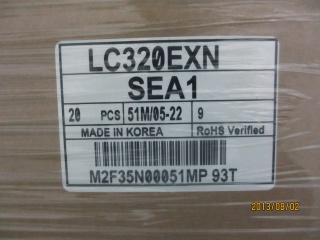 LC320EXN
SEA1
20 PCS 51M/05-22 9
MADE IN KOREA RoHS Verified
M2F35N00051MP 93T
2013/08/02